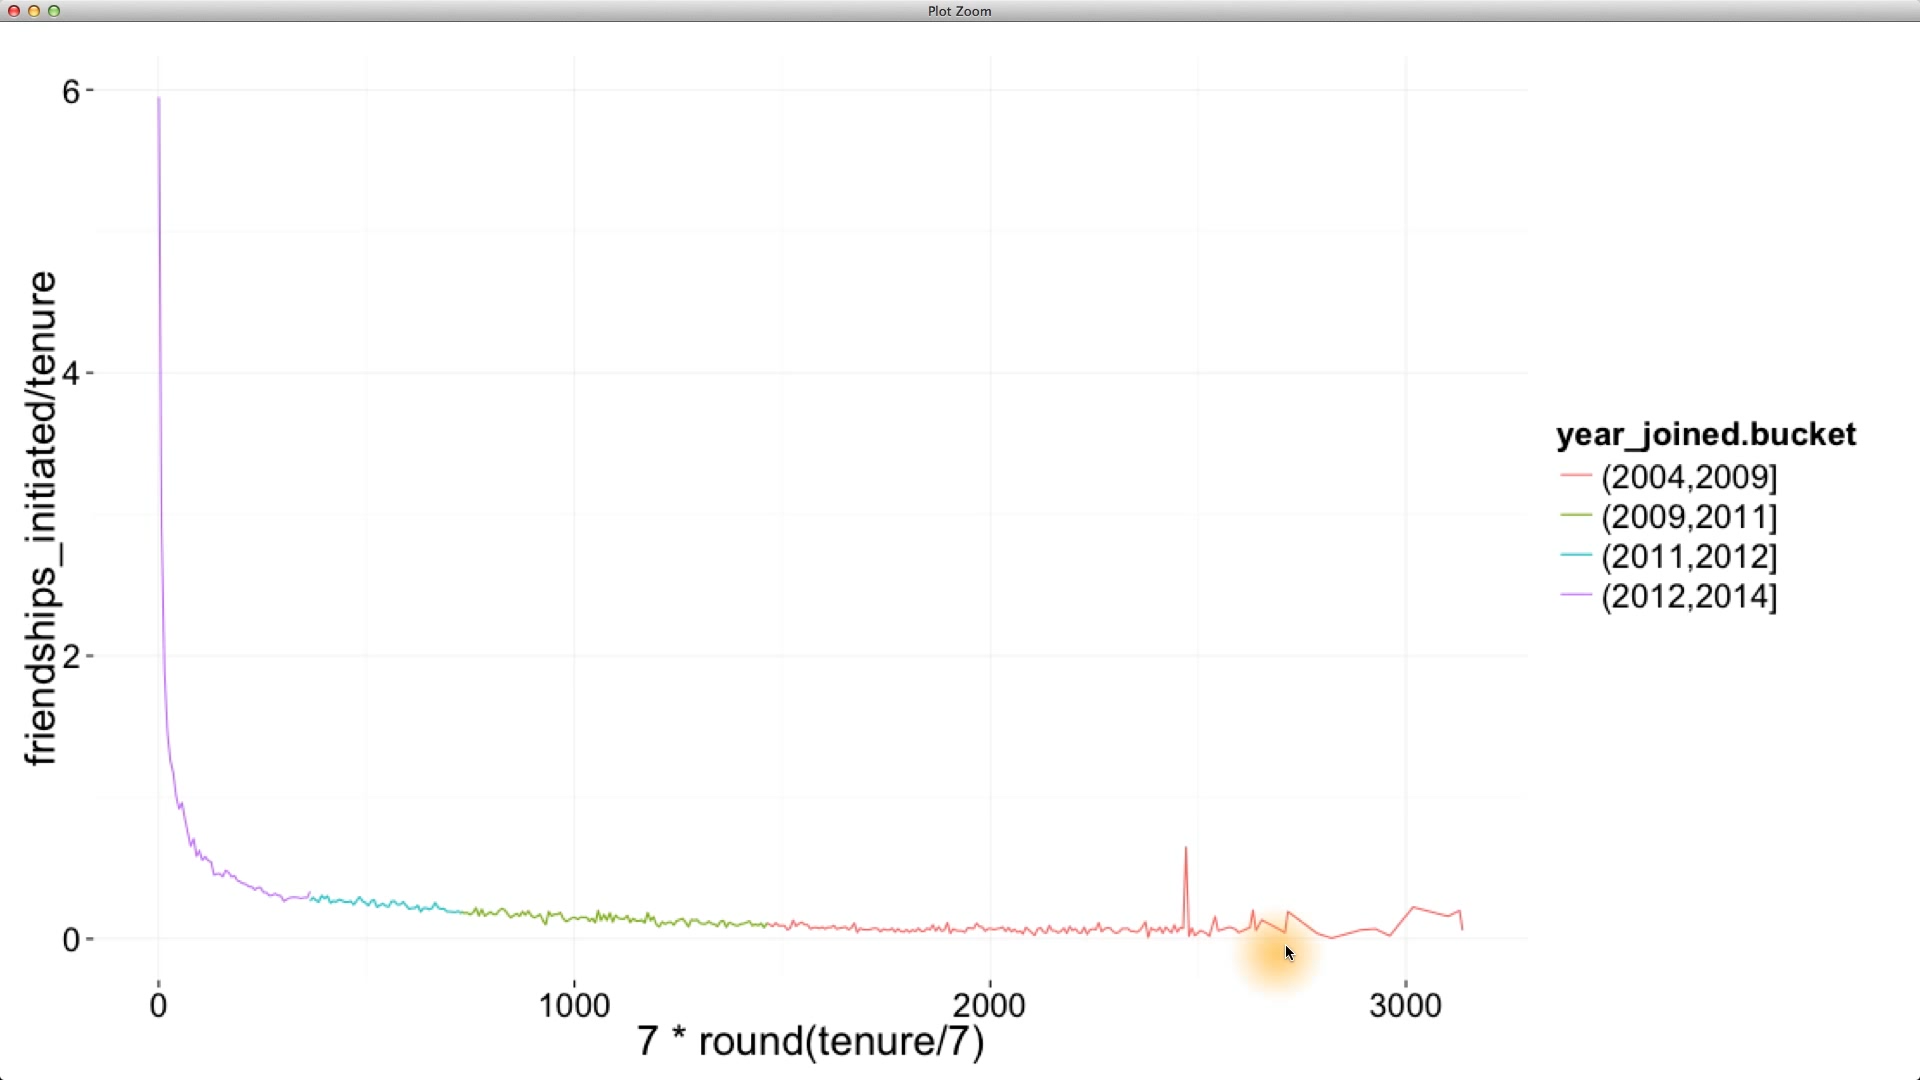 Plot Zoom
6
4
2
0
friendships_initiated/tenure
0 1000 2000 3000
7 * round(tenure/7)
year_joined.bucket
(2004,2009]
(2009,2011]
(2011,2012]
(2012,2014]